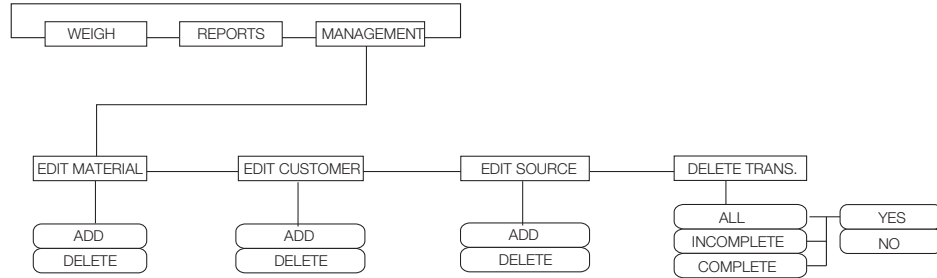 WEIGH REPORTS MANAGEMENT
EDIT MATERIAL EDIT CUSTOMER EDIT SOURCE DELETE TRANS.
ALL YES
ADD ADD ADD
INCOMPLETE NO
DELETE DELETE DELETE
COMPLETE